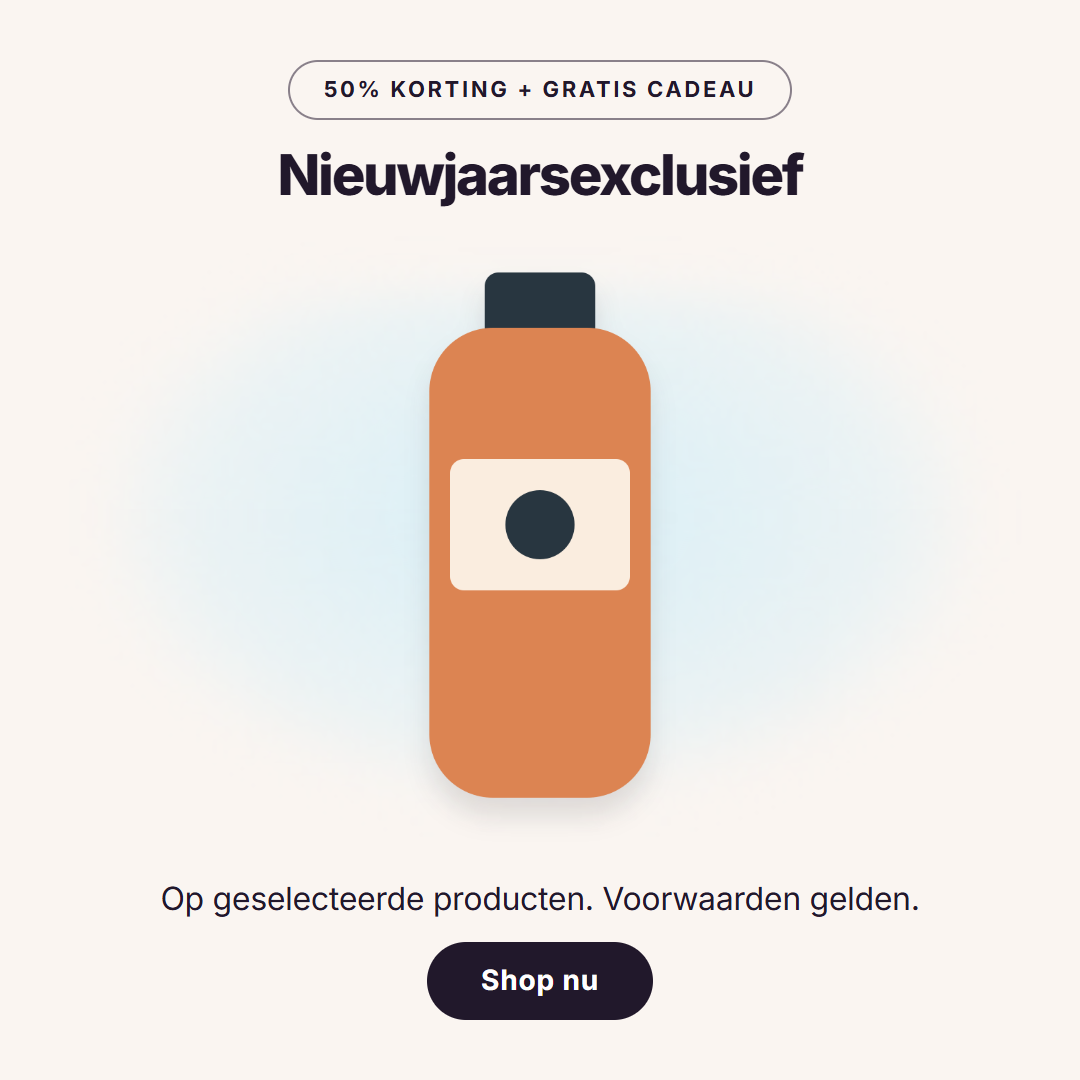 50% KORTING + GRATIS CADEAU
Nieuwjaarsexclusief
Op geselecteerde producten. Voorwaarden gelden.
Shop nu